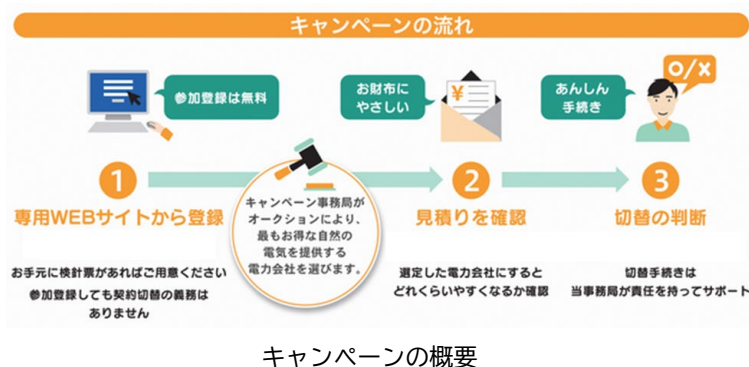 キャンペーンの流れ
参加登録は無料
お財布に
やさしい
¥
あんしん
手続き
O/X
1
専用WEBサイトから登録
お手元に検針票があればご用意ください
参加登録しても契約切替の義務は
ありません
キャンペーン事務局が
オークションにより、
最もお得な自然の
電気を提供する
電力会社を選びます。
2
見積りを確認
選定した電力会社にすると
どれくらいやすくなるか確認
3
切替の判断
切替手続きは
当事務局が責任を持ってサポート
キャンペーンの概要